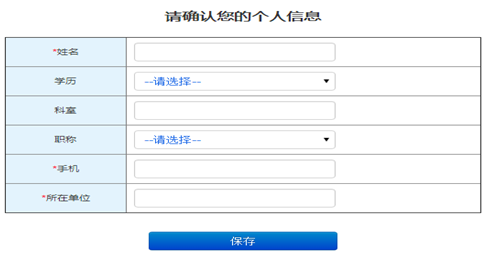 请确认您的个人信息
*姓名
学历 --请选择--
科室
职称 --请选择--
*手机
*所在单位
保存